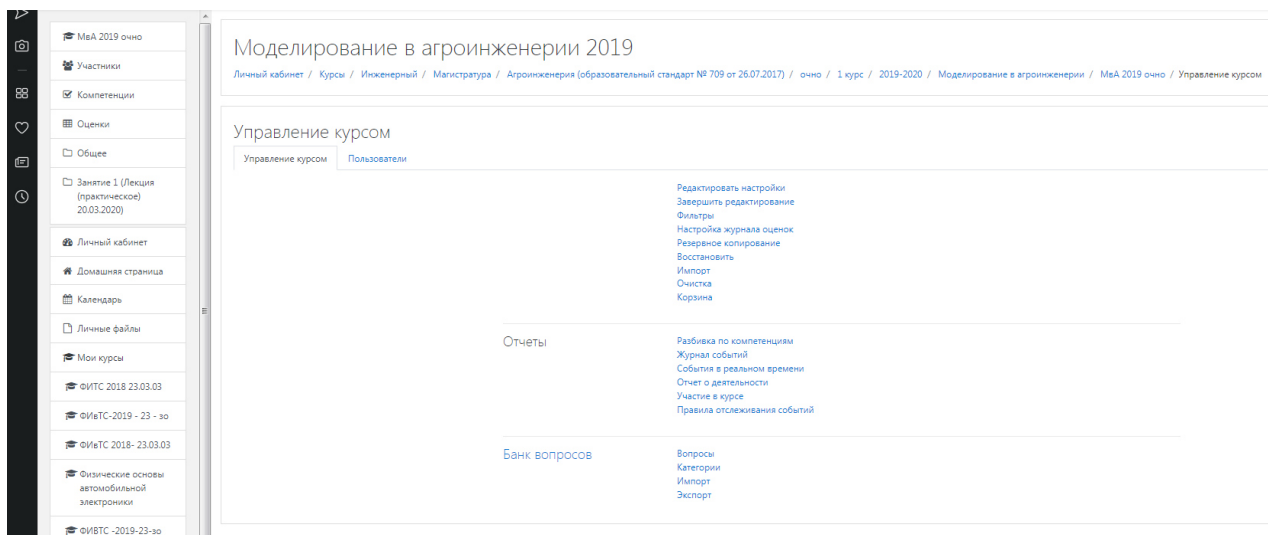 МвА 2019 очно
Участники
Компетенции
Оценки
Общее
Занятие 1 (Лекция
(практическое)
20.03.2020)
Личный кабинет
Домашняя страница
Календарь
Личные файлы
Мои курсы
ФИТС 2018 23.03.03
ФИвТС-2019 - 23 - зо
ФИвТС 2018- 23.03.03
Физические основы
автомобильной
электроники
ФИВТС -2019-23-зо
Моделирование в агроинженерии 2019
Личный кабинет / Курсы / Инженерный / Магистратура / Агроинженерия (образовательный стандарт № 709 от 26.07.2017) / очно / 1 курс / 2019-2020 / Моделирование в агроинженерии / МвА 2019 очно / Управление курсом
Управление курсом
Управление курсом Пользователи
Редактировать настройки
Завершить редактирование
Фильтры
Настройка журнала оценок
Резервное копирование
Восстановить
Импорт
Очистка
Корзина
Отчеты
Разбивка по компетенциям
Журнал событий
События в реальном времени
Отчет о деятельности
Участие в курсе
Правила отслеживания событий
Банк вопросов
Вопросы
Категории
Импорт
Экспорт